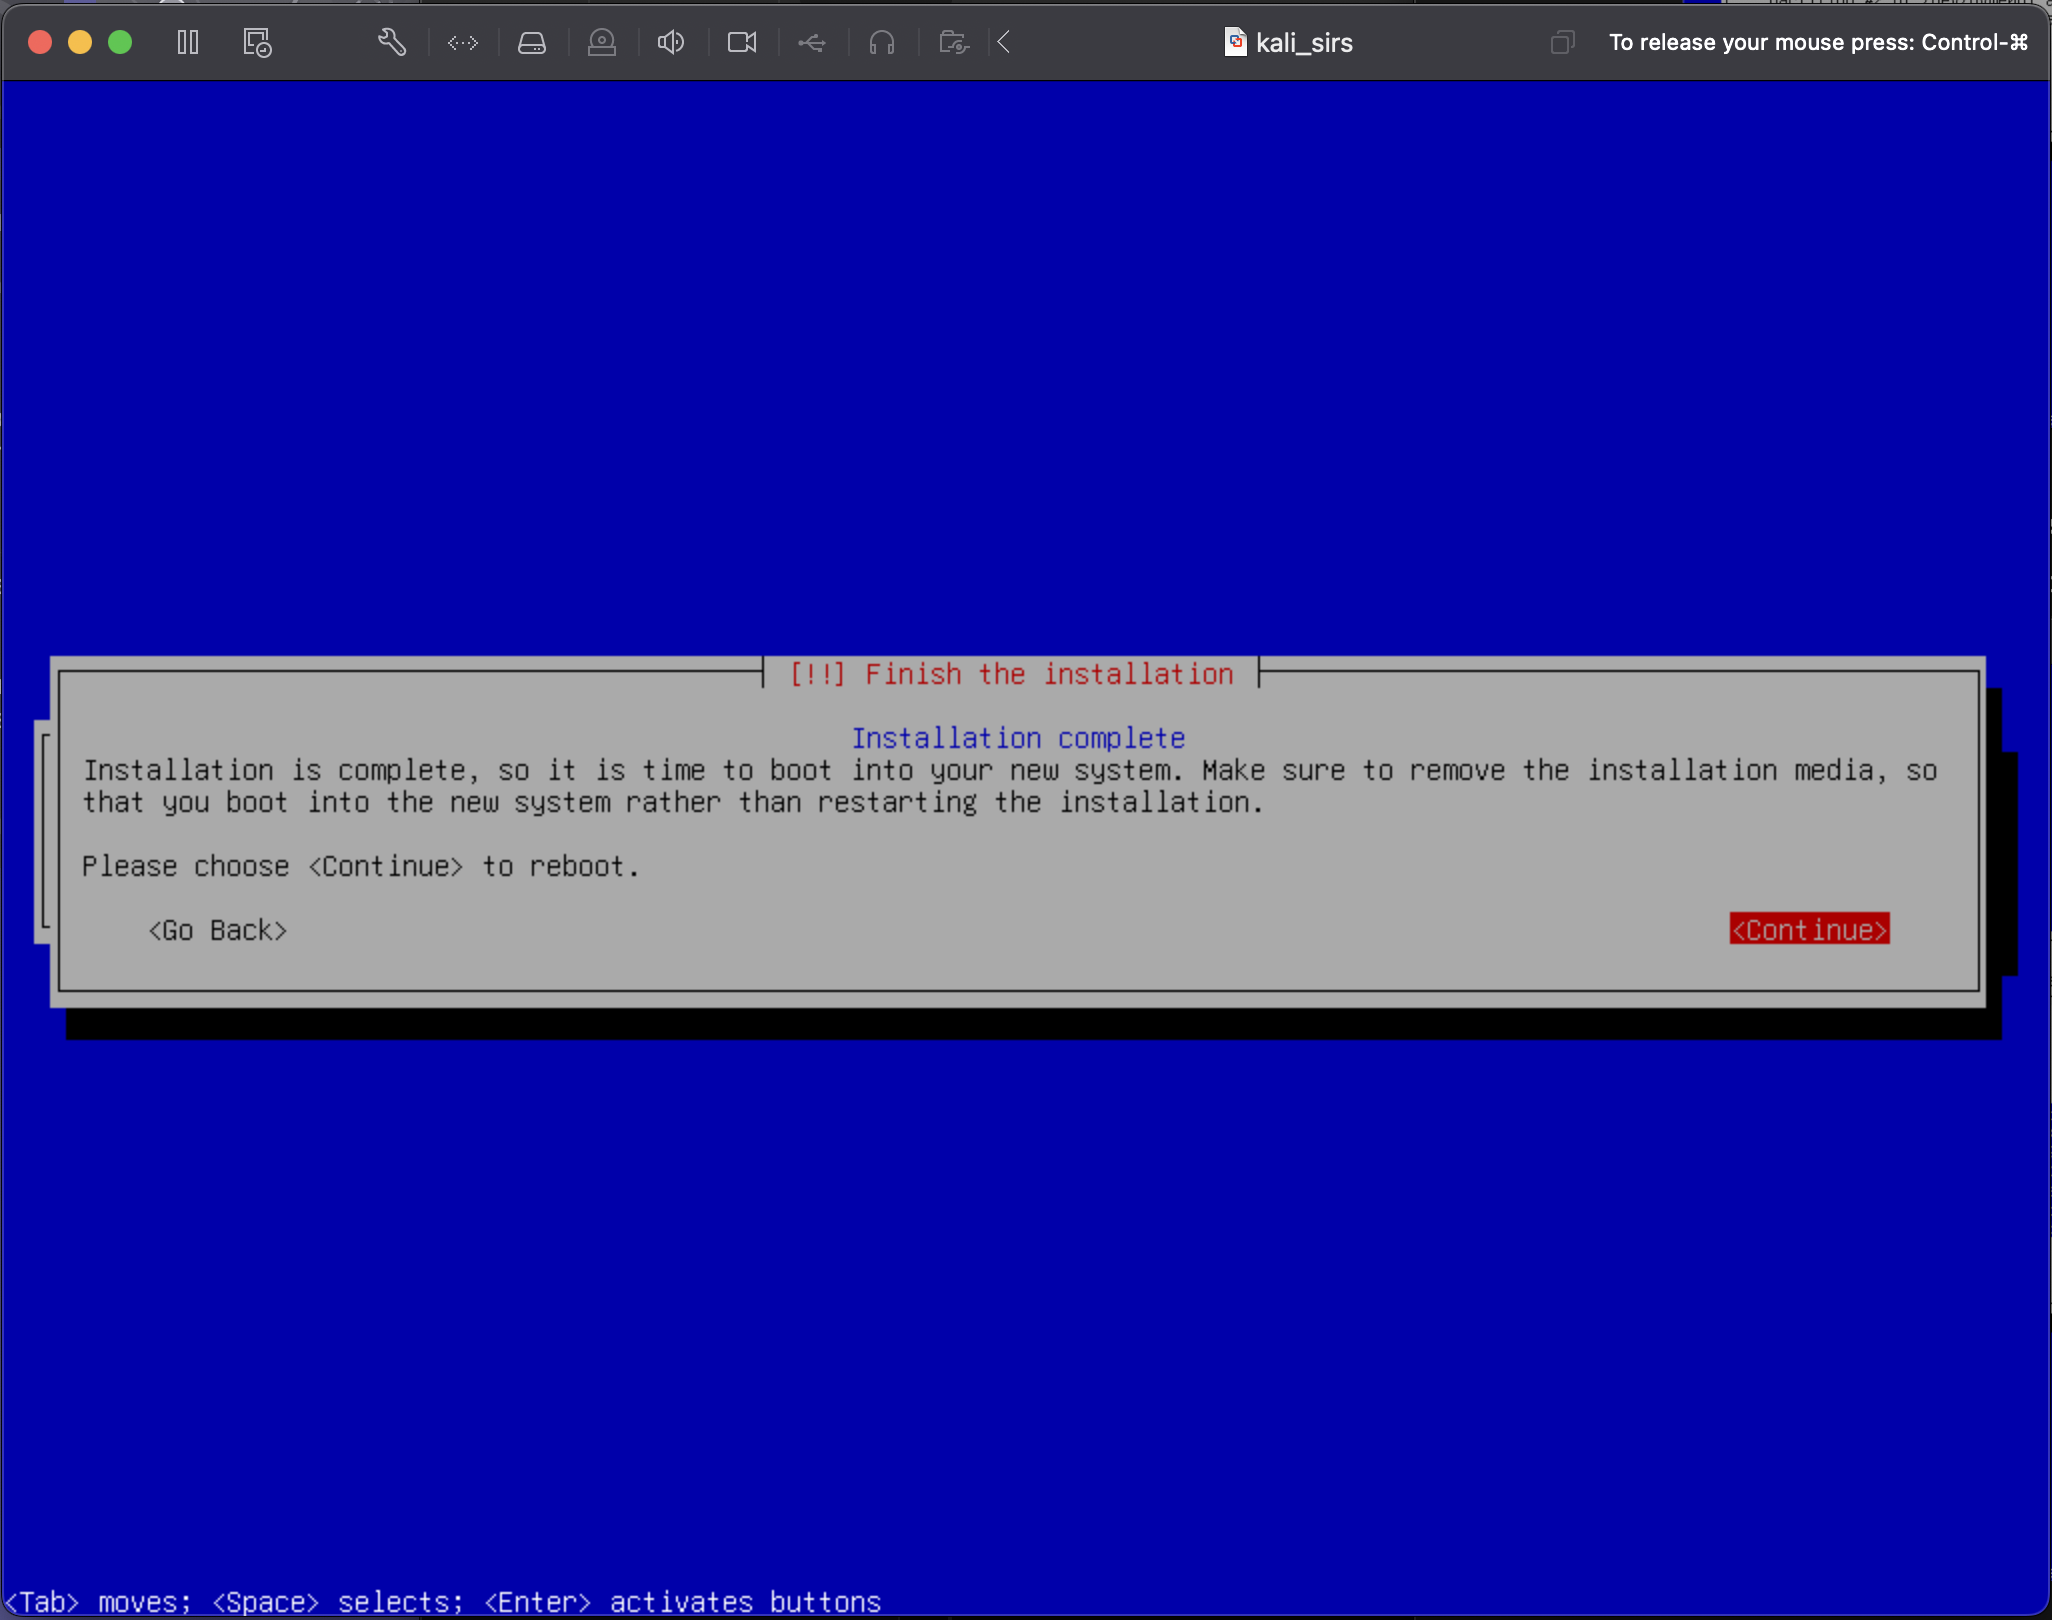 kali_sirs
To release your mouse press: Control-⌘
[!!] Finish the installation
Installation complete
Installation is complete, so it is time to boot into your new system. Make sure to remove the installation media, so
that you boot into the new system rather than restarting the installation.
Please choose <Continue> to reboot.
<Go Back>
<Continue>
<Tab> moves; <Space> selects; <Enter> activates buttons